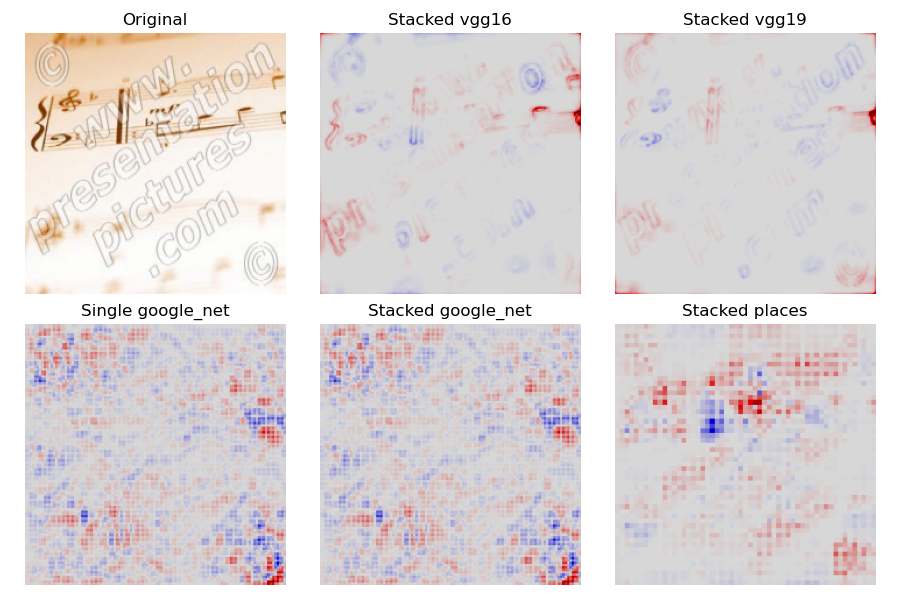 Original
Stacked vgg16
Stacked vgg19
©
www.
presentation
pictures
.com
©
Single google_net
Stacked google_net
Stacked places